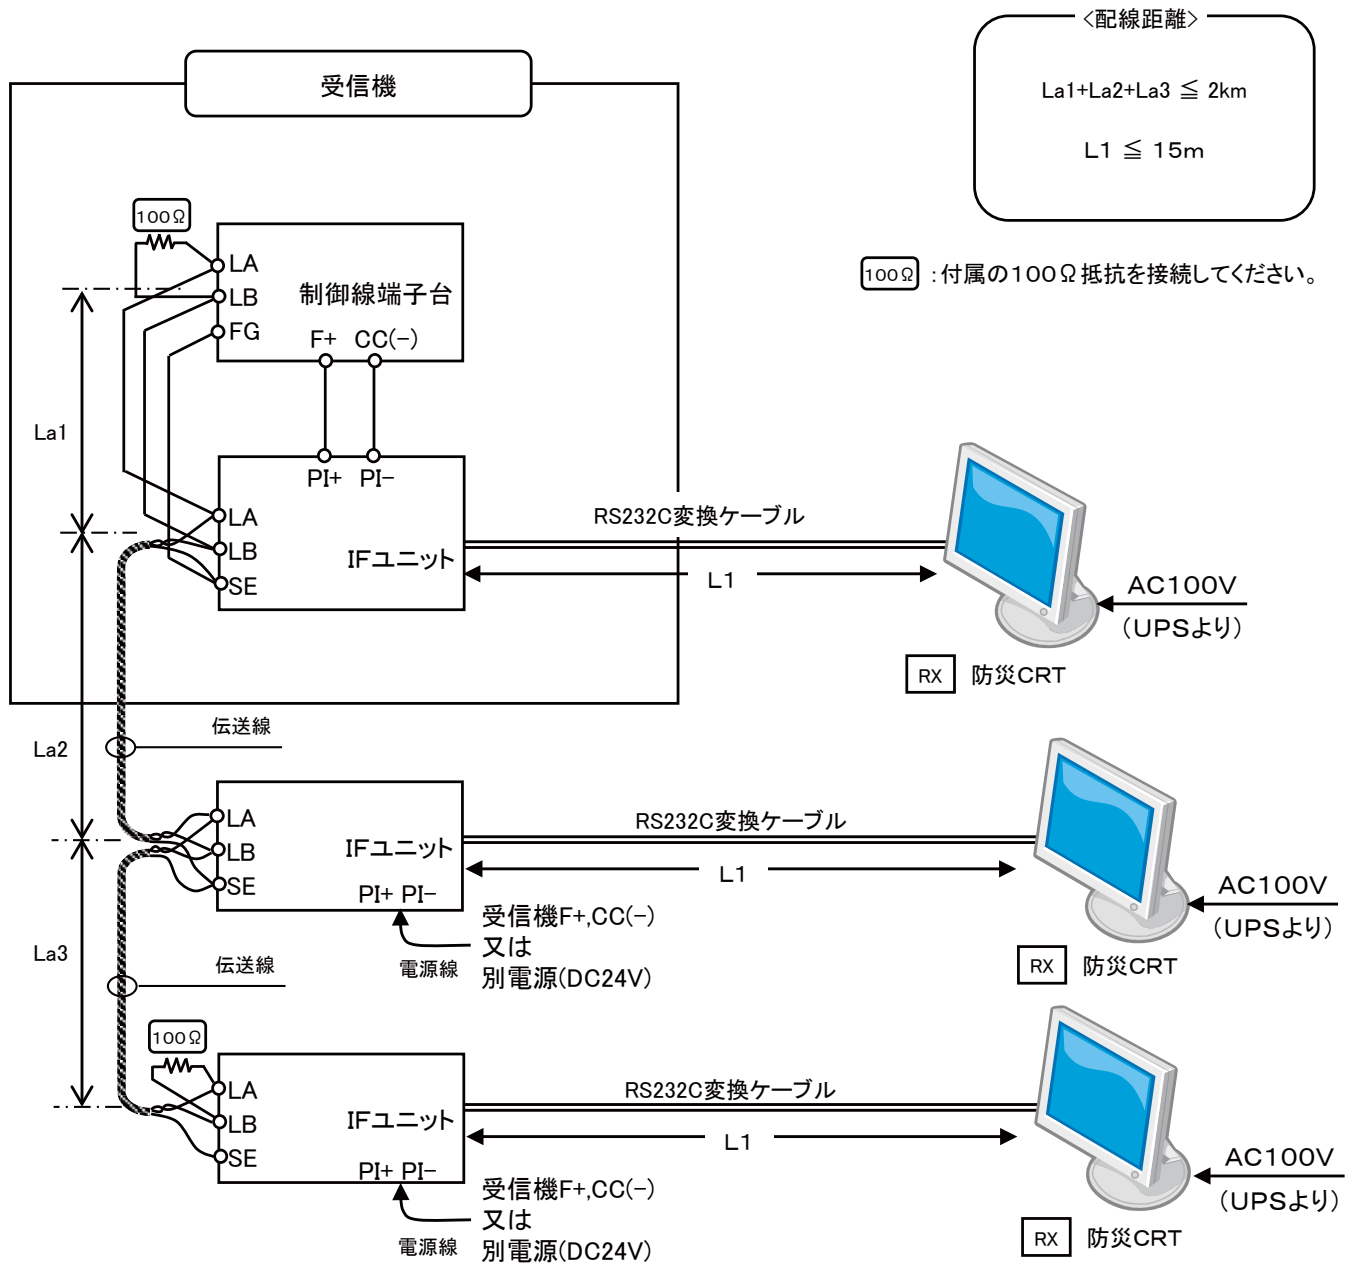 〈配線距離〉
La1+La2+La3 ≦ 2km
L1 ≦ 15m
受信機
100Ω
LA
LB
FG
制御線端子台
F+ CC(-)
100Ω :付属の100Ω抵抗を接続してください。
La1
PI+ PI-
LA
LB
SE
IFユニット
RS232C変換ケーブル
L1
AC100V
(UPSより)
RX 防災CRT
La2
伝送線
LA
LB
SE
IFユニット
PI+ PI-
RS232C変換ケーブル
L1
AC100V
(UPSより)
RX 防災CRT
電源線
受信機F+,CC(-)
又は
別電源(DC24V)
La3
伝送線
100Ω
LA
LB
SE
IFユニット
PI+ PI-
RS232C変換ケーブル
L1
AC100V
(UPSより)
RX 防災CRT
電源線
受信機F+,CC(-)
又は
別電源(DC24V)